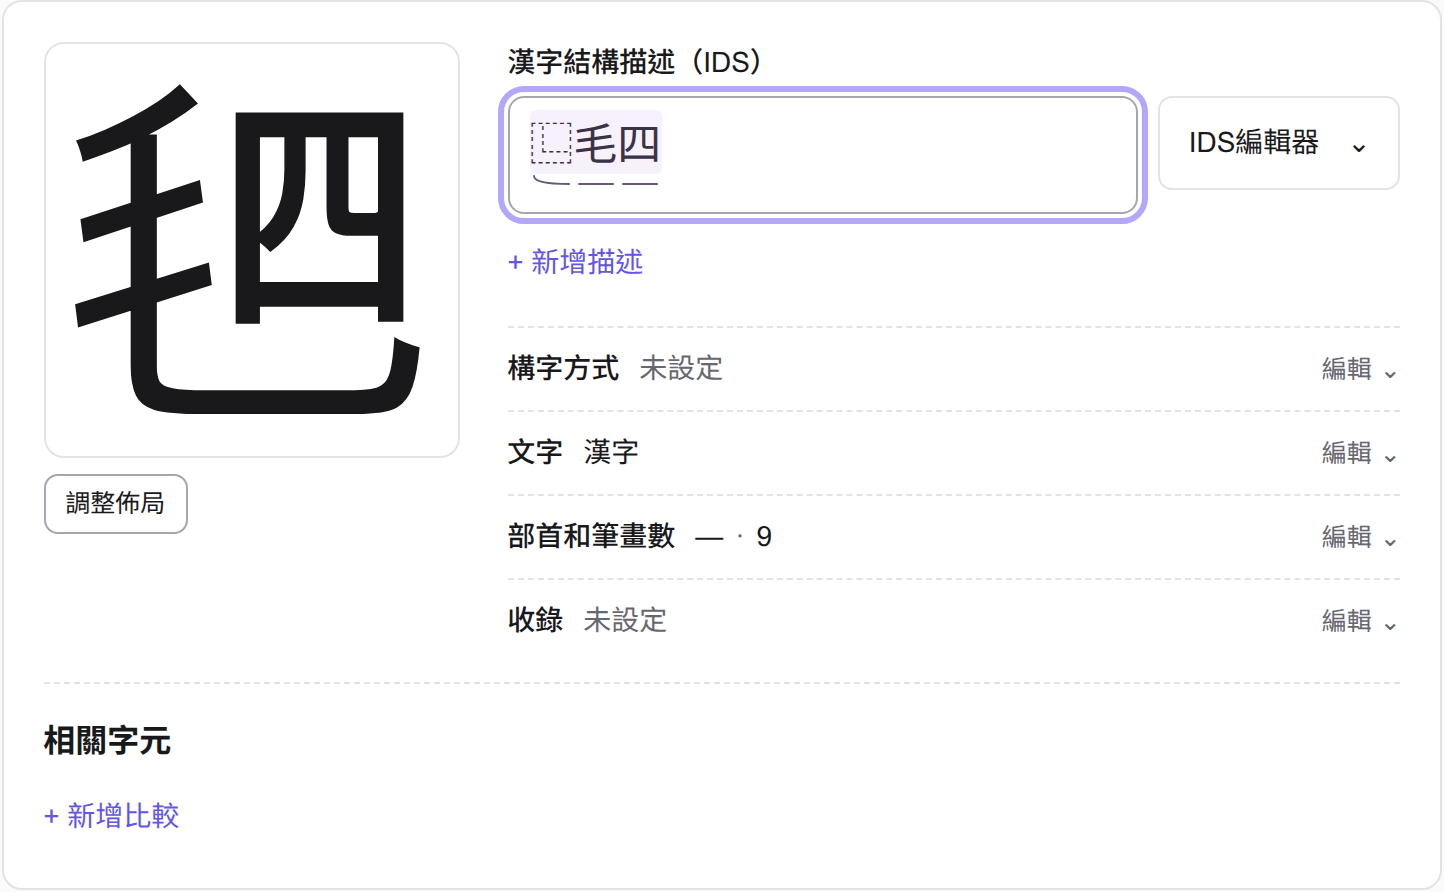 漢字結構描述（IDS）
⿺毛四
IDS編輯器
+ 新增描述
構字方式 未設定 編輯
文字 漢字 編輯
部首和筆畫數 — · 9 編輯
收錄 未設定 編輯
調整佈局
相關字元
+ 新增比較